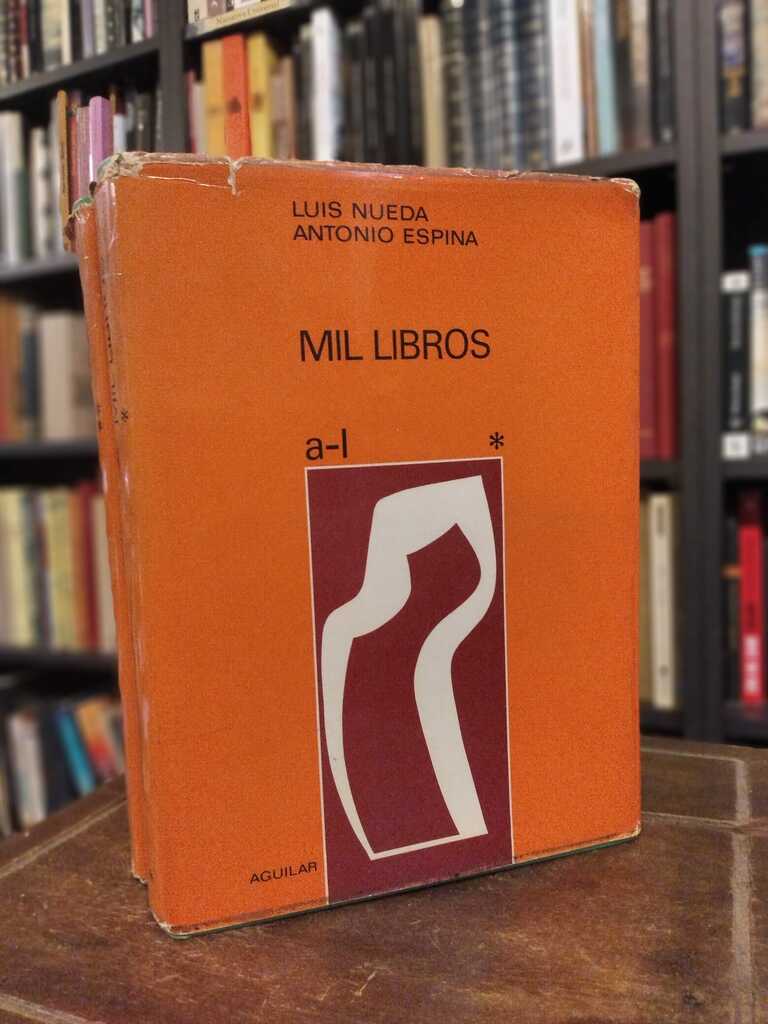 LUIS NUEDA
ANTONIO ESPINA
MIL LIBROS
a-l *
AGUILAR